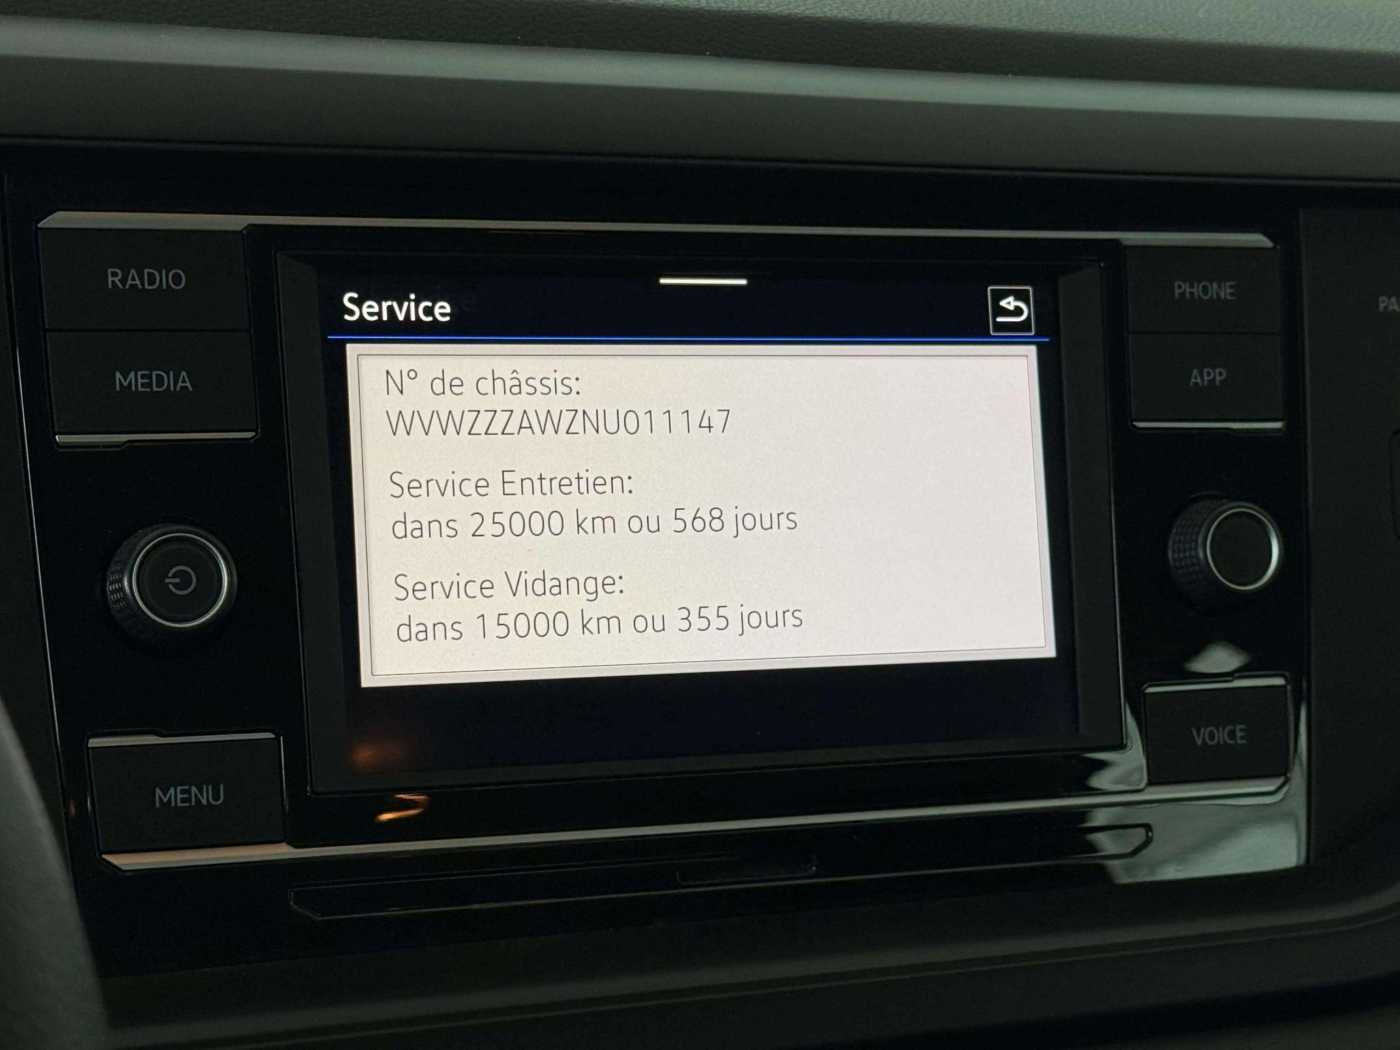 RADIO
MEDIA
MENU
Service
N° de châssis:
WVWZZZAWZNU011147
Service Entretien:
dans 25000 km ou 568 jours
Service Vidange:
dans 15000 km ou 355 jours
PHONE
APP
VOICE
PA